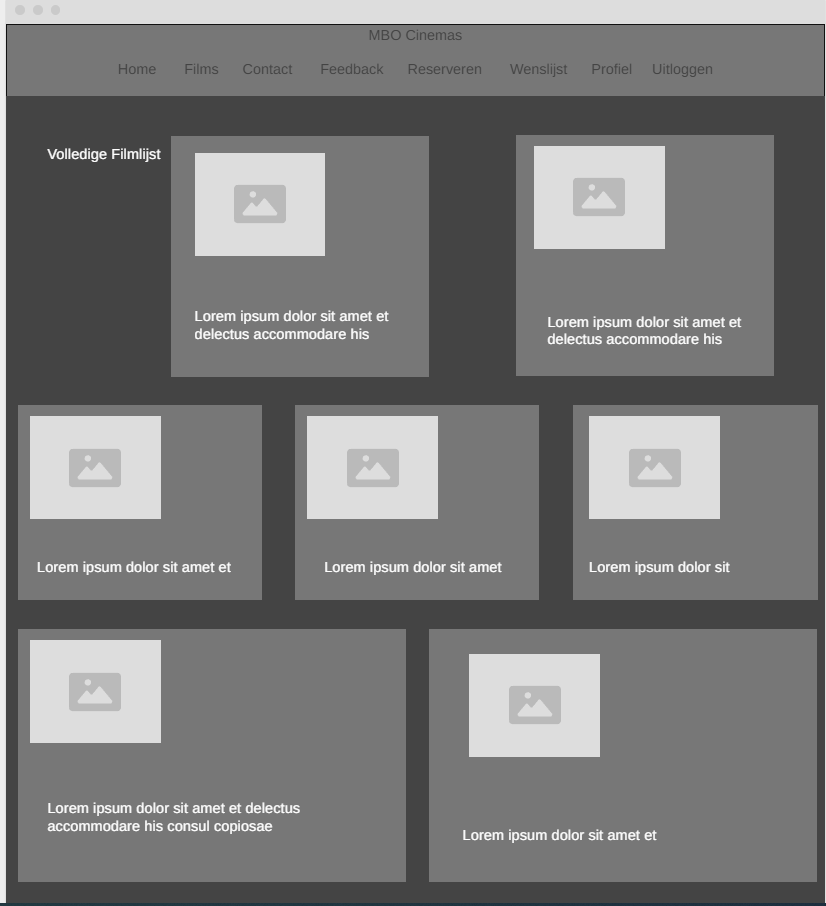 MBO Cinemas
Home Films Contact Feedback Reserveren Wenslijst Profiel Uitloggen
Volledige Filmlijst
Lorem ipsum dolor sit amet et
delectus accommodare his
Lorem ipsum dolor sit amet et
delectus accommodare his
Lorem ipsum dolor sit amet et
Lorem ipsum dolor sit amet
Lorem ipsum dolor sit
Lorem ipsum dolor sit amet et delectus
accommodare his consul copiosae
Lorem ipsum dolor sit amet et